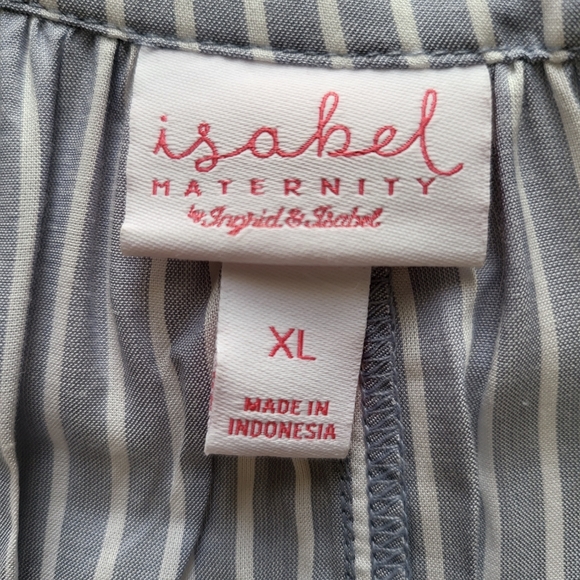 isabel
MATERNITY
by Ingrid & Isabel
XL
MADE IN
INDONESIA